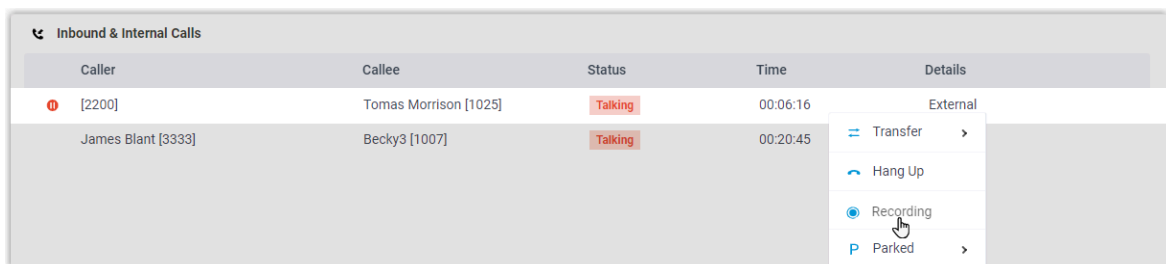 Inbound & Internal Calls
Caller Callee Status Time Details
[2200] Tomas Morrison [1025] Talking 00:06:16 External
James Blant [3333] Becky3 [1007] Talking 00:20:45
Transfer
Hang Up
Recording
P Parked